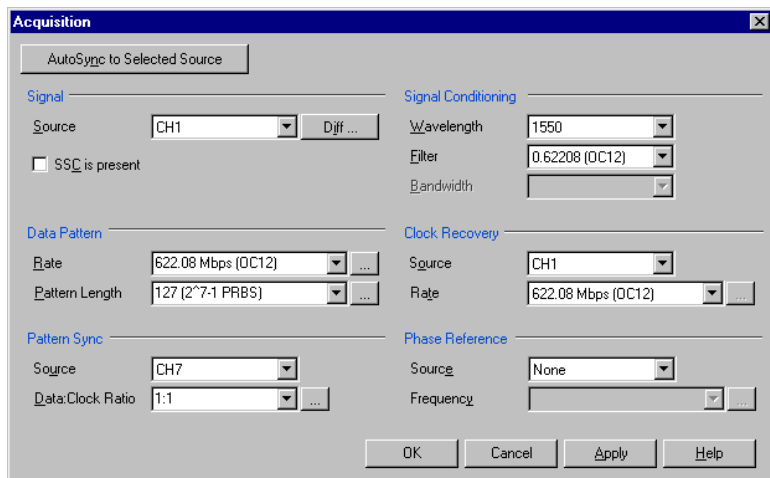 Acquisition
AutoSync to Selected Source
Signal
Source CH1 Diff ...
SSC is present
Signal Conditioning
Wavelength 1550
Filter 0.62208 (OC12)
Bandwidth
Data Pattern
Rate 622.08 Mbps (OC12) ...
Pattern Length 127 (2^7-1 PRBS) ...
Clock Recovery
Source CH1
Rate 622.08 Mbps (OC12) ...
Pattern Sync
Source CH7
Data:Clock Ratio 1:1 ...
Phase Reference
Source None
Frequency ...
OK Cancel Apply Help